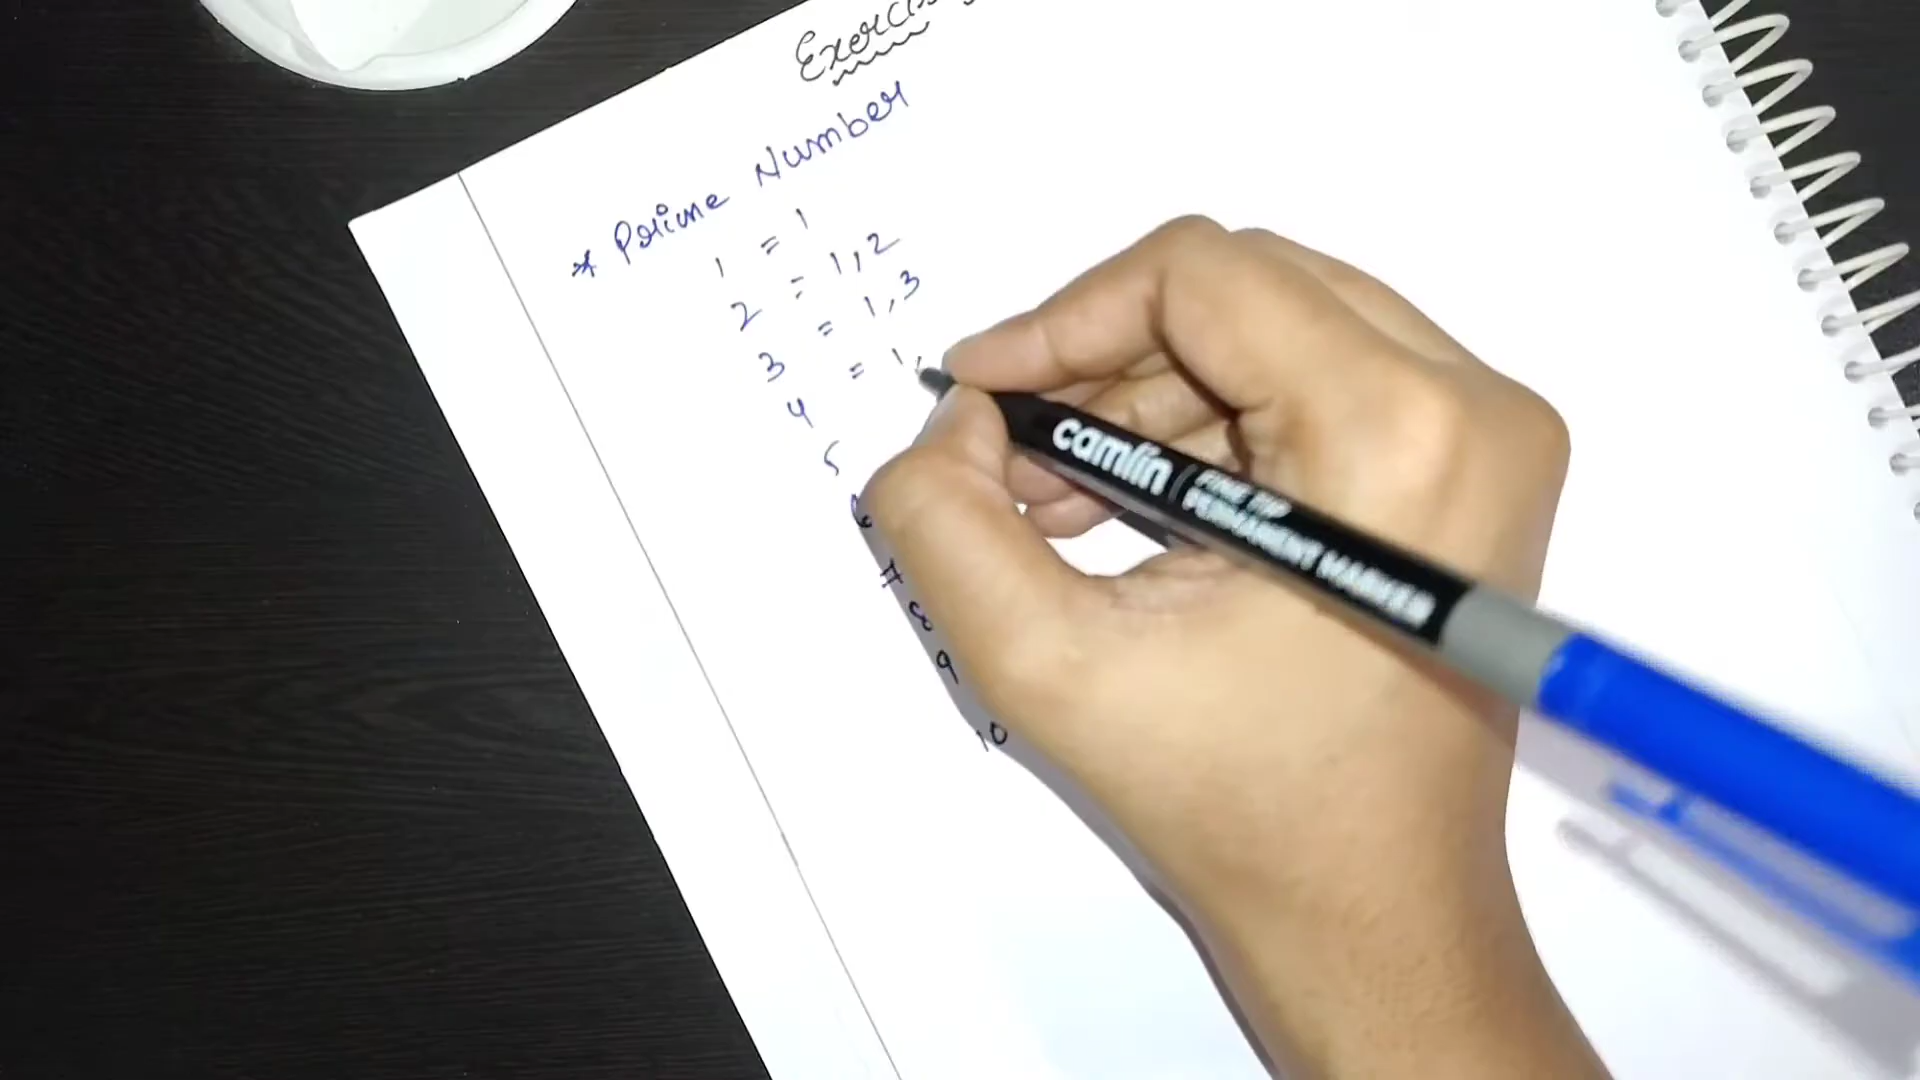 * Prime Number
1 = 1
2 = 1,2
3 = 1,3
4 = 1,
5
6
7
8
9
10
camlin
FINE TIP
PERMANENT MARKER